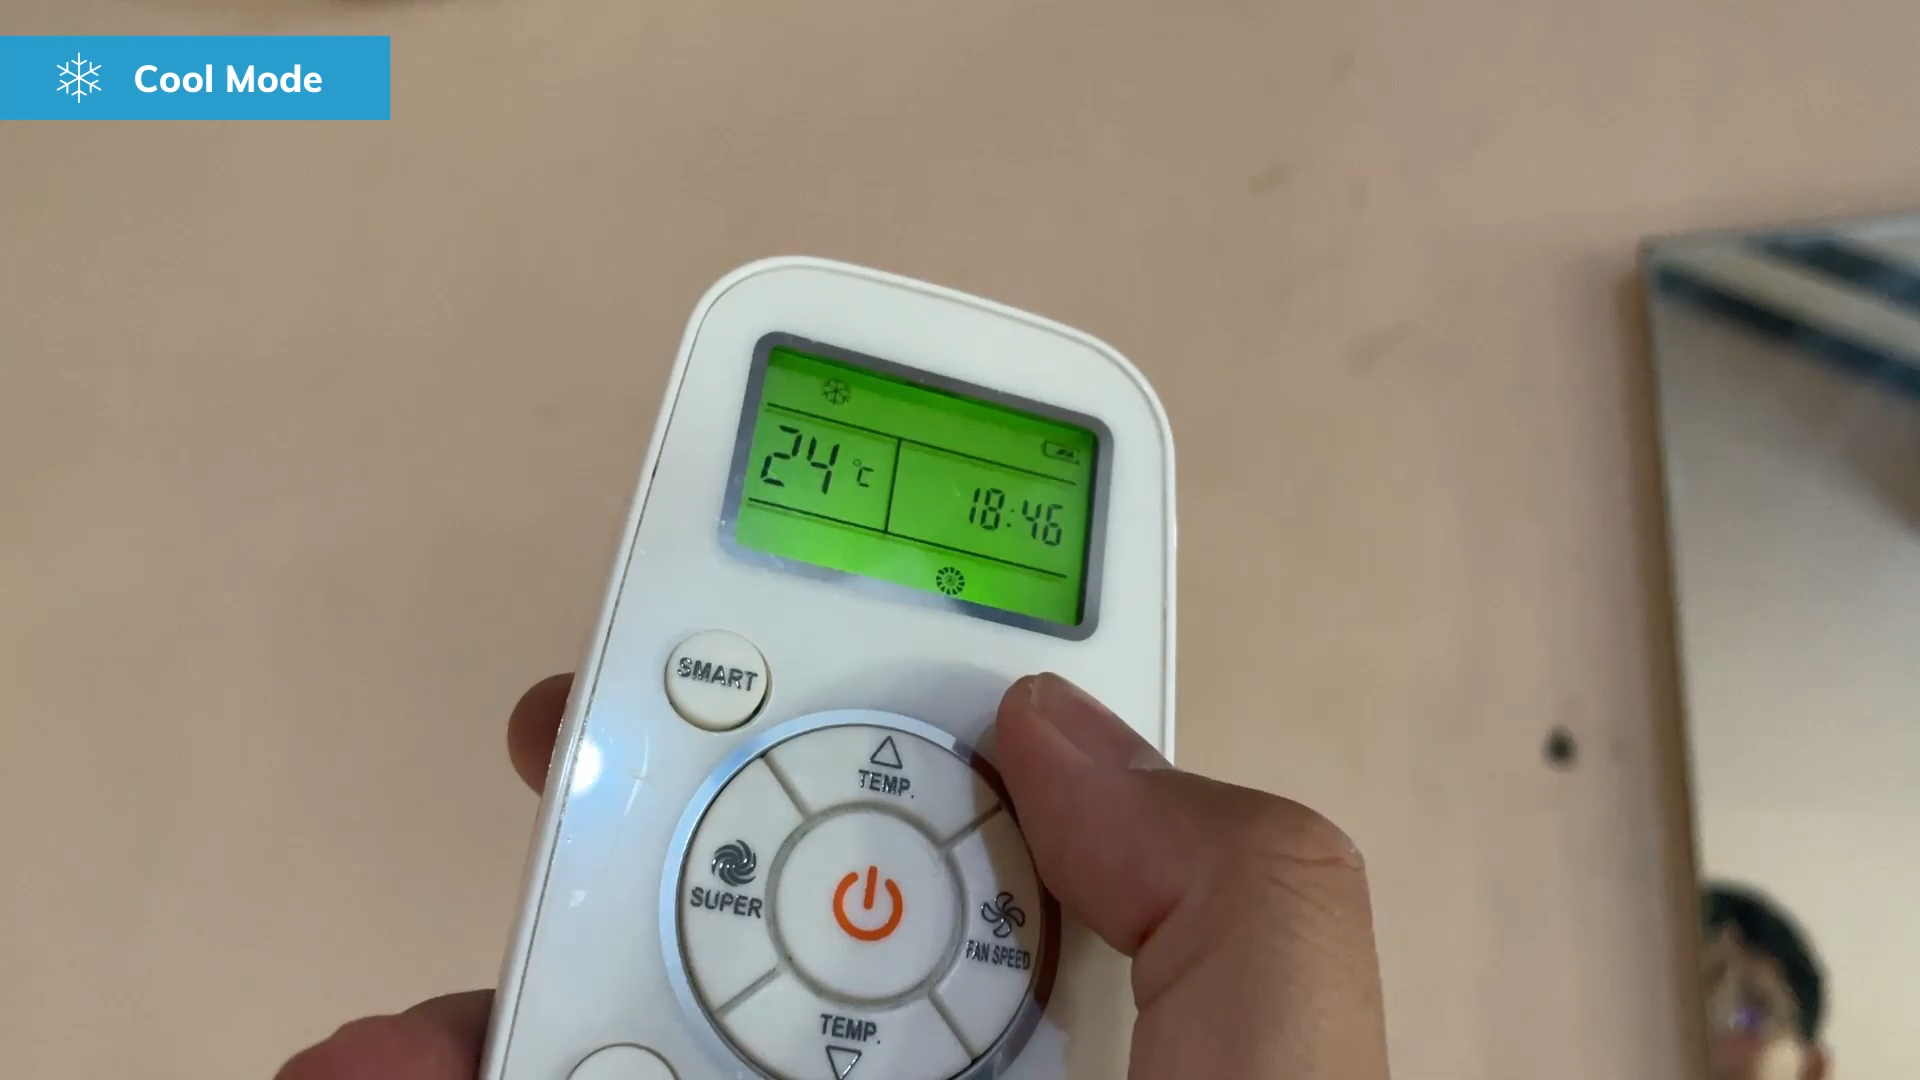 Cool Mode
24 °C
18:46
SMART
TEMP.
SUPER
FAN SPEED
TEMP.